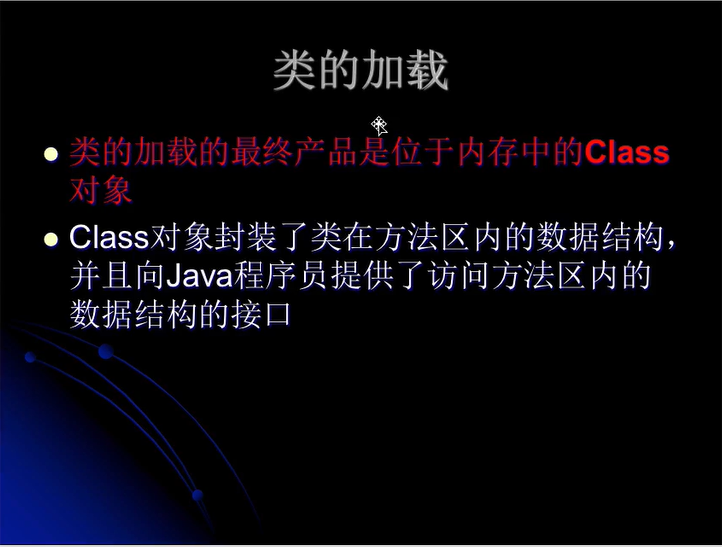 类的加载
类的加载的最终产品是位于内存中的Class
对象
Class对象封装了类在方法区内的数据结构，
并且向Java程序员提供了访问方法区内的
数据结构的接口